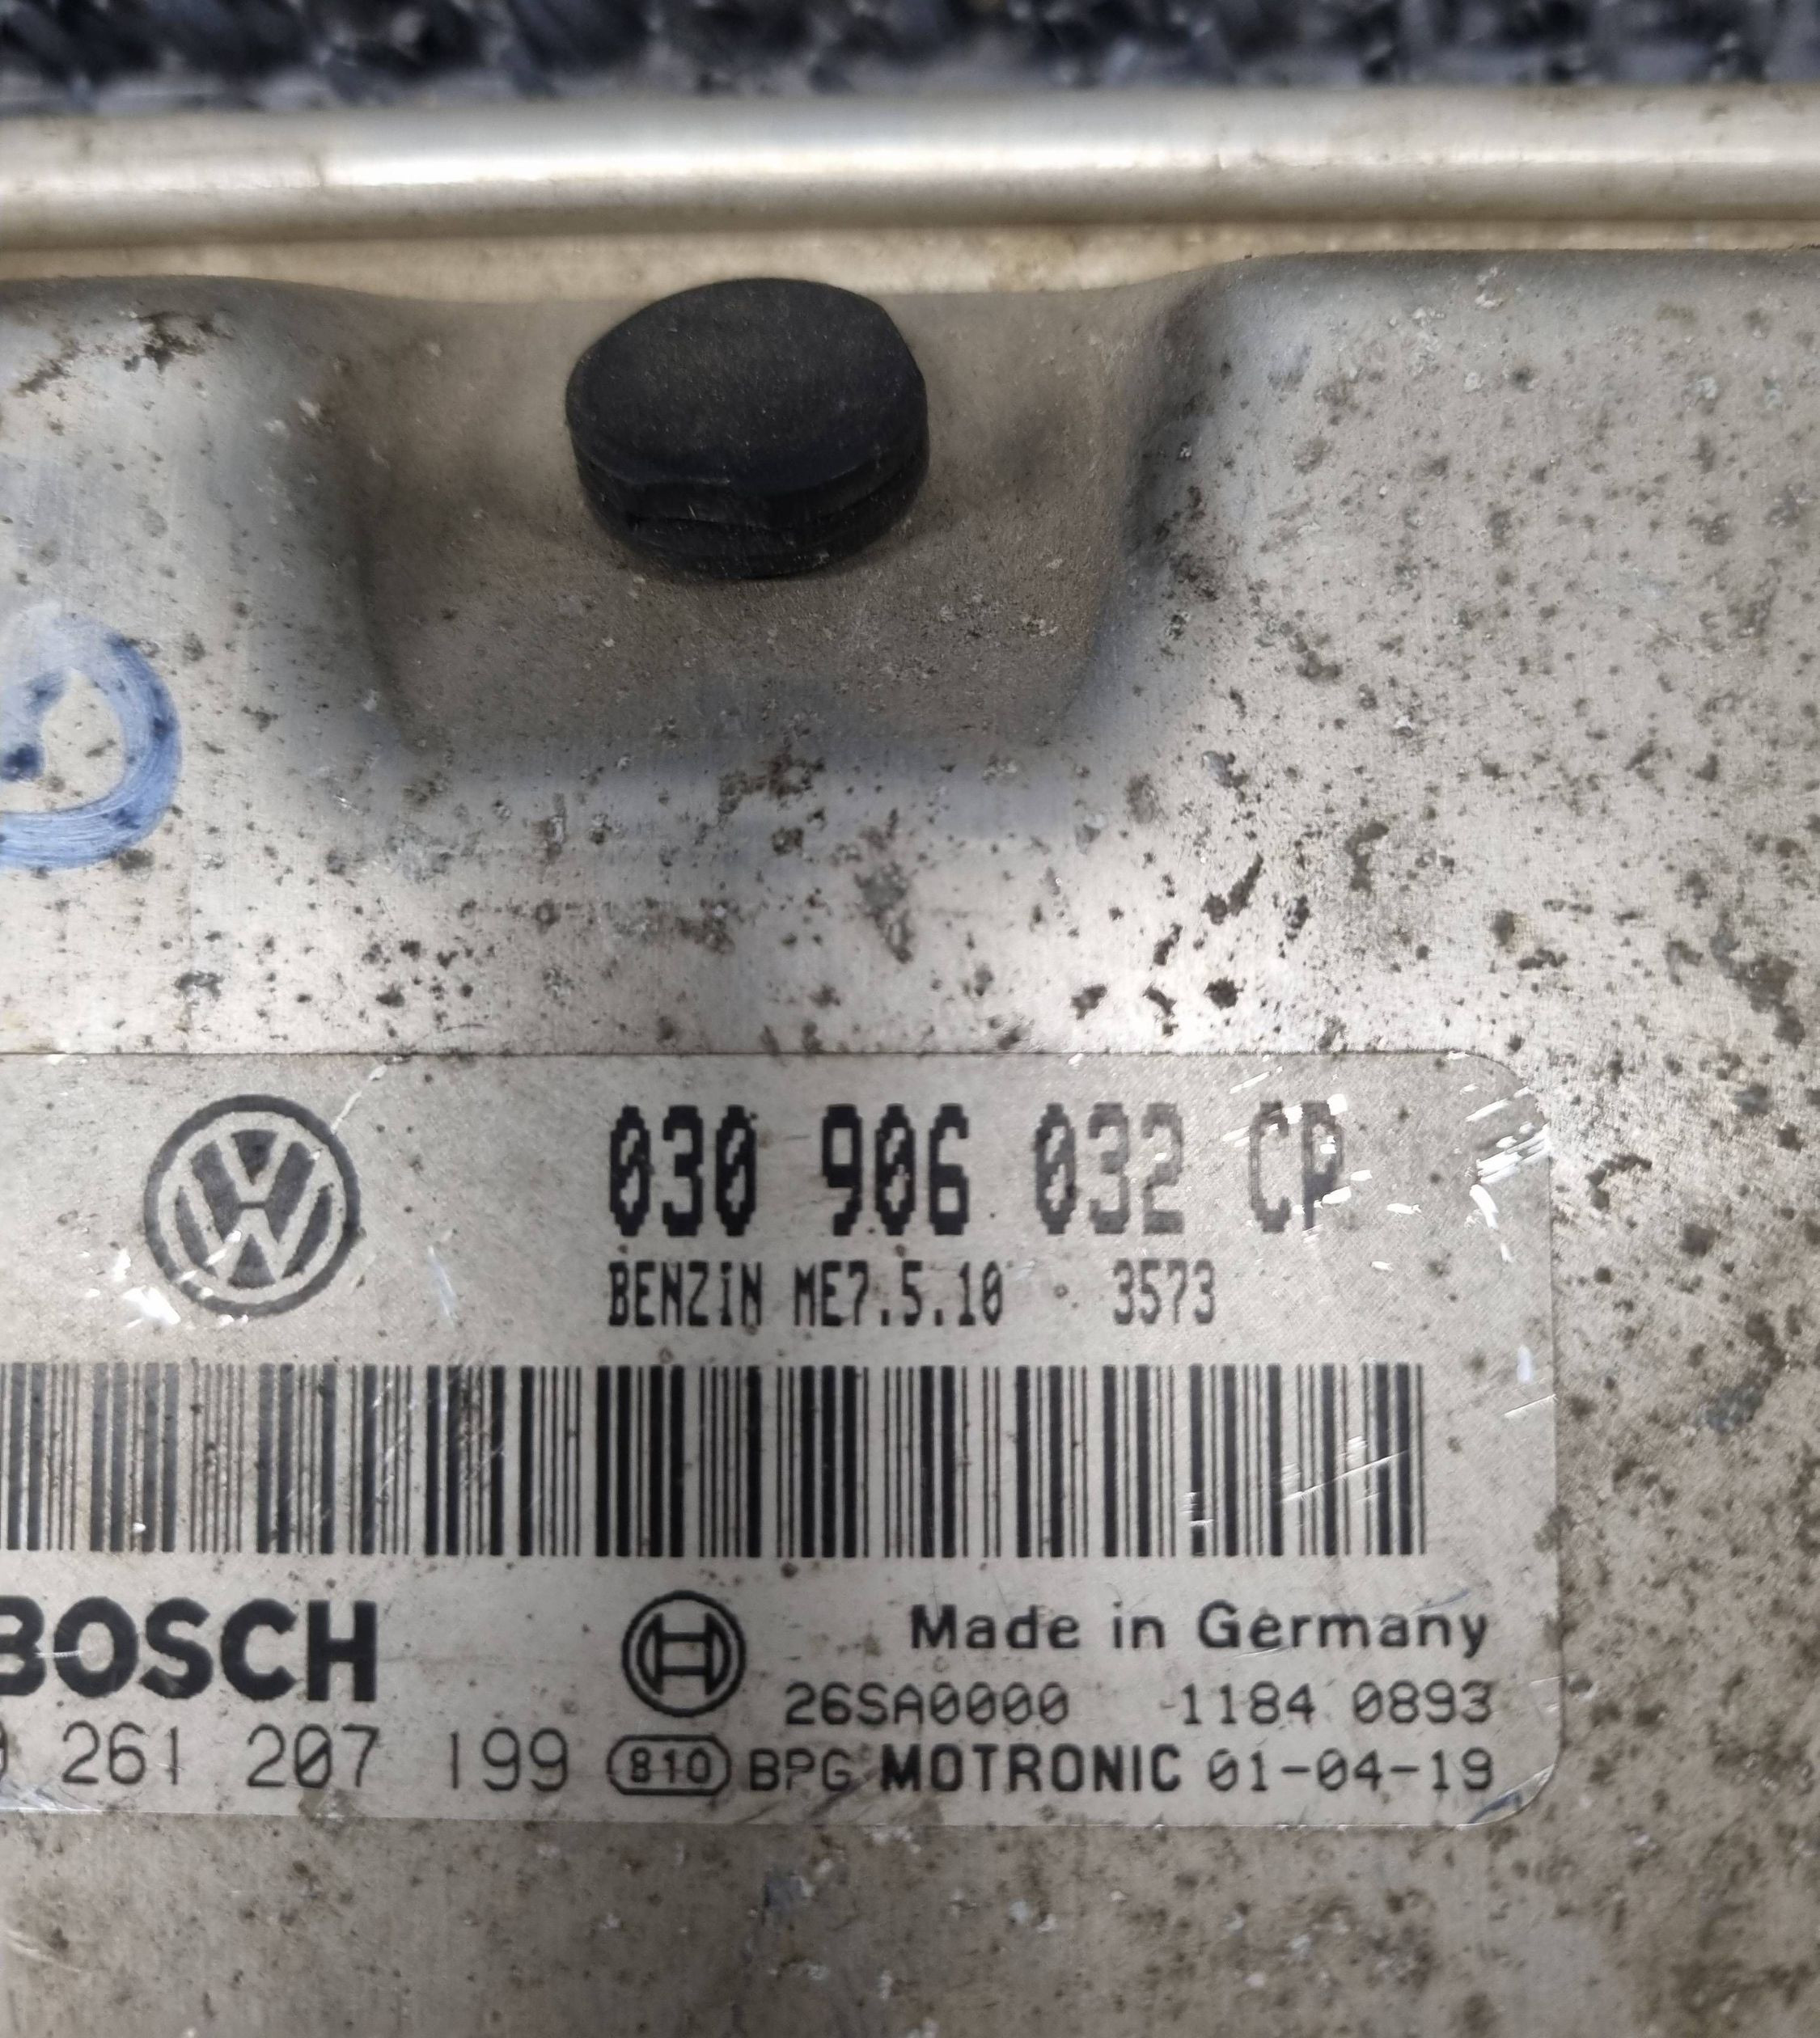 030 906 032 CP
BENZiN ME7.5.10 3573
BOSCH
Made in Germany
26SA0000 1184 0893
0 261 207 199 810 BPG MOTRONIC 01-04-19